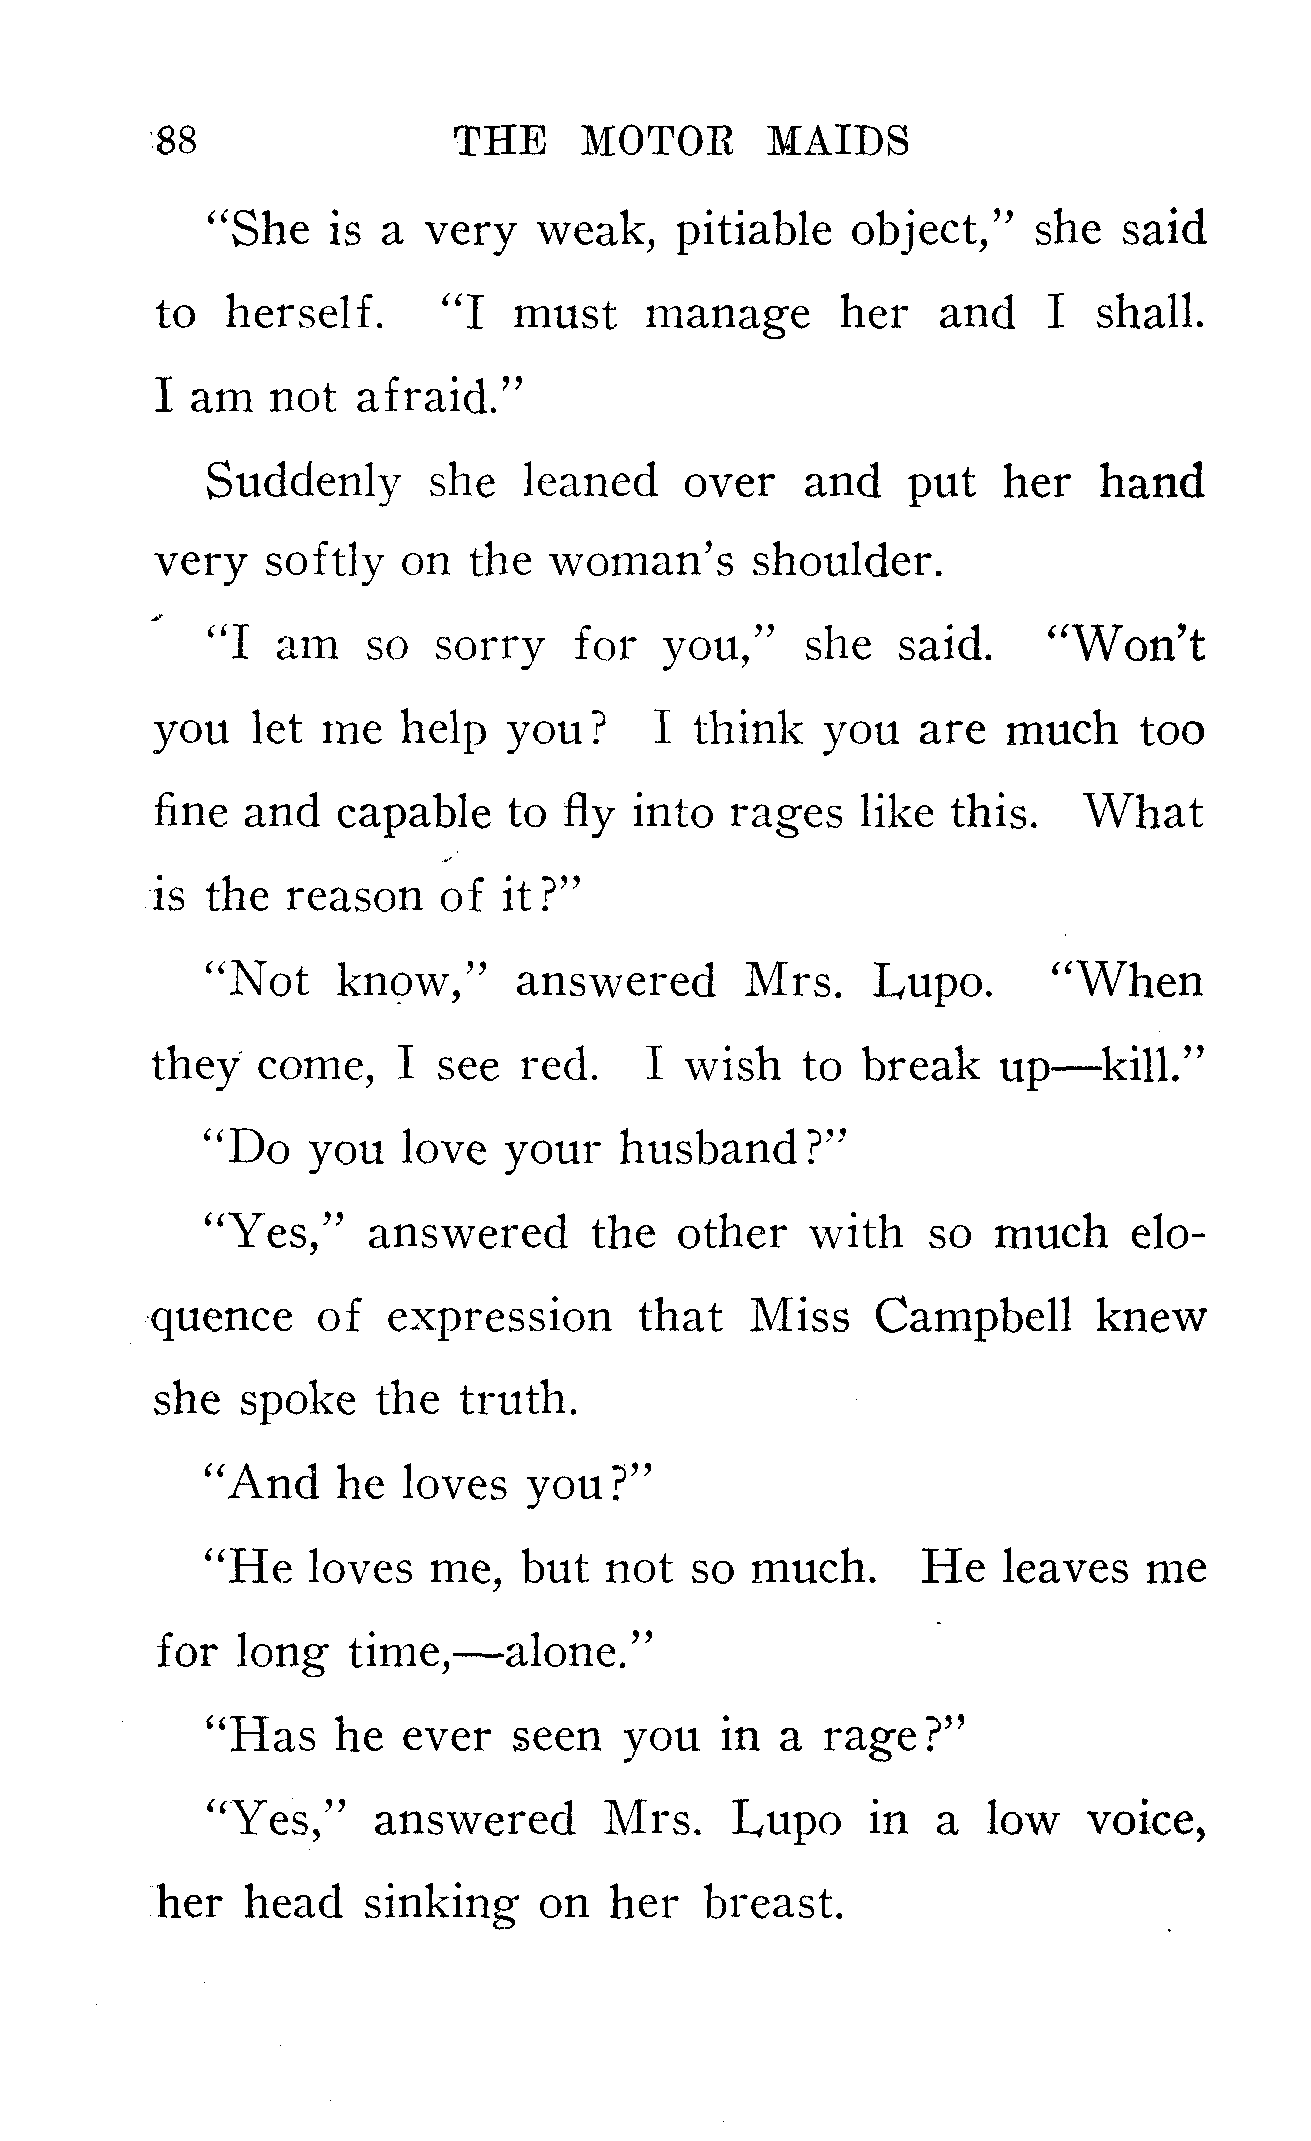 88 THE MOTOR MAIDS
“She is a very weak, pitiable object,” she said
to herself. “I must manage her and I shall.
I am not afraid.”
Suddenly she leaned over and put her hand
very softly on the woman’s shoulder.
“I am so sorry for you,” she said. “Won’t
you let me help you? I think you are much too
fine and capable to fly into rages like this. What
is the reason of it?”
“Not know,” answered Mrs. Lupo. “When
they come, I see red. I wish to break up—kill.”
“Do you love your husband?”
“Yes,” answered the other with so much elo-
quence of expression that Miss Campbell knew
she spoke the truth.
“And he loves you?”
“He loves me, but not so much. He leaves me
for long time,—alone.”
“Has he ever seen you in a rage?”
“Yes,” answered Mrs. Lupo in a low voice,
her head sinking on her breast.